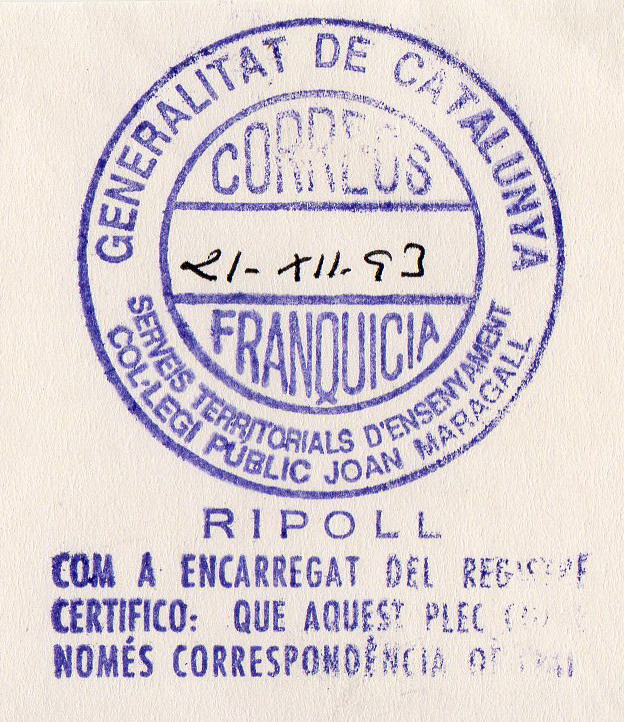 GENERALITAT DE CATALUNYA
CORREOS
21-XII-93
FRANQUICIA
SERVEIS TERRITORIALS D'ENSENYAMENT
COL·LEGI PÚBLIC JOAN MARAGALL
RIPOLL
COM A ENCARREGAT DEL REGISTRE
CERTIFICO: QUE AQUEST PLEC
NOMÉS CORRESPONDÈNCIA